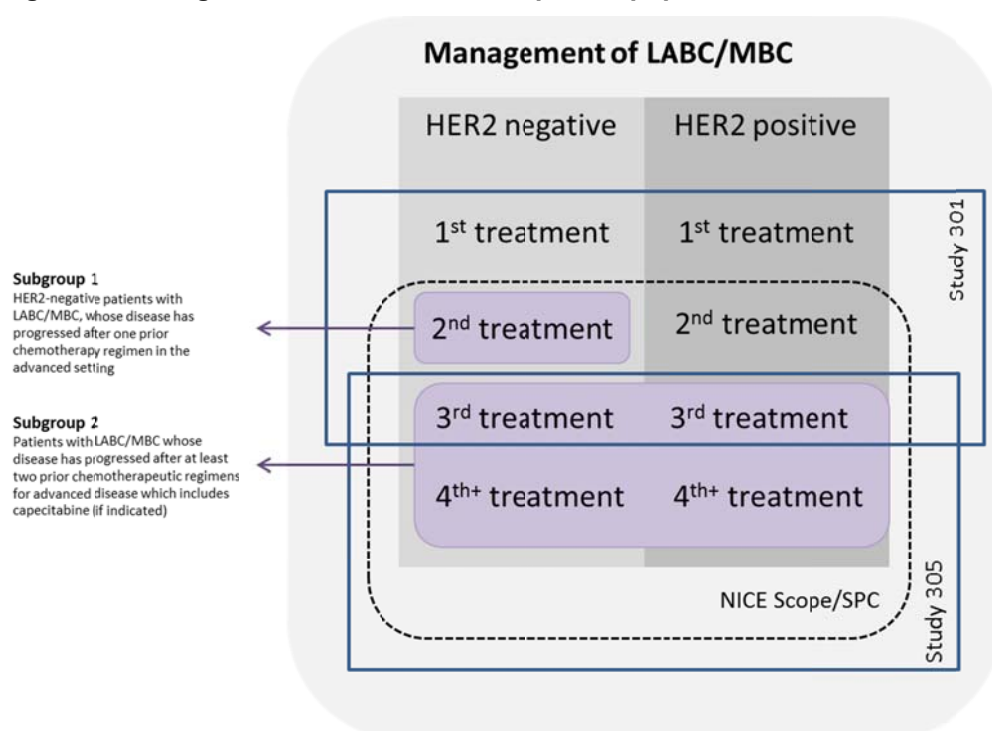 Management of LABC/MBC
HER2 negative
HER2 positive
1st treatment
1st treatment
Study 301
Subgroup 1
HER2-negative patients with
LABC/MBC, whose disease has
progressed after one prior
chemotherapy regimen in the
advanced setting
2nd treatment
2nd treatment
Subgroup 2
Patients with LABC/MBC whose
disease has progressed after at least
two prior chemotherapeutic regimens
for advanced disease which includes
capecitabine (if indicated)
3rd treatment
3rd treatment
4th+ treatment
4th+ treatment
NICE Scope/SPC
Study 305